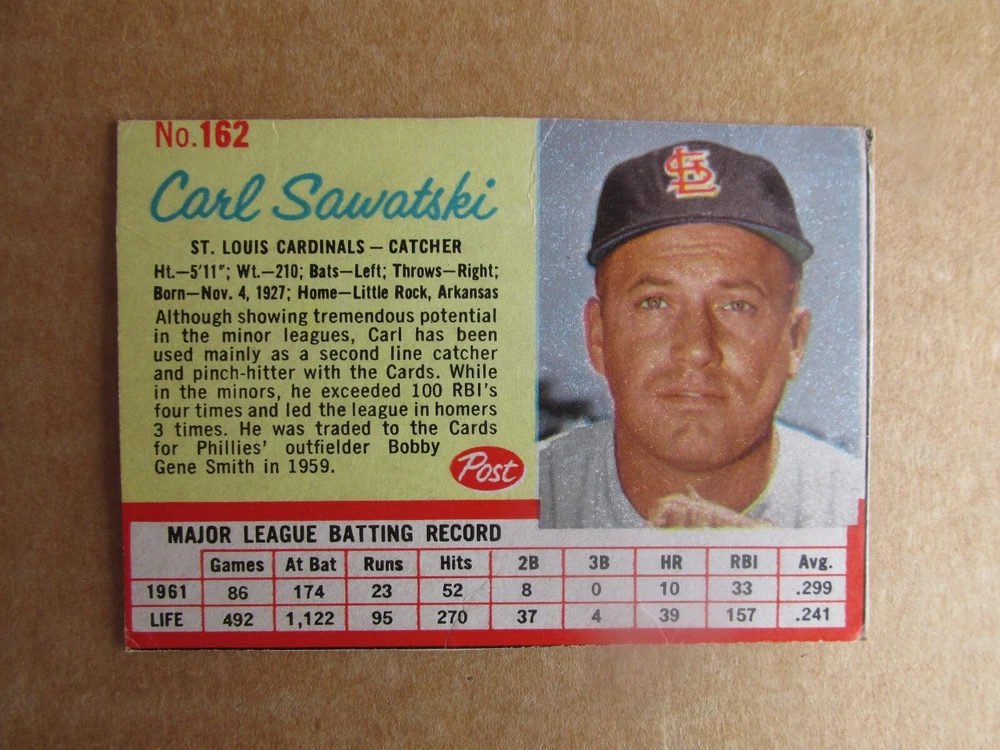 No.162
Carl Sawatski
ST. LOUIS CARDINALS — CATCHER
Ht.—5'11"; Wt.—210; Bats—Left; Throws—Right;
Born—Nov. 4, 1927; Home—Little Rock, Arkansas
Although showing tremendous potential
in the minor leagues, Carl has been
used mainly as a second line catcher
and pinch-hitter with the Cards. While
in the minors, he exceeded 100 RBI's
four times and led the league in homers
3 times. He was traded to the Cards
for Phillies' outfielder Bobby
Gene Smith in 1959.
Post
StL
MAJOR LEAGUE BATTING RECORD
Games At Bat Runs Hits 2B 3B HR RBI Avg.
1961 86 174 23 52 8 0 10 33 .299
LIFE 492 1,122 95 270 37 4 39 157 .241